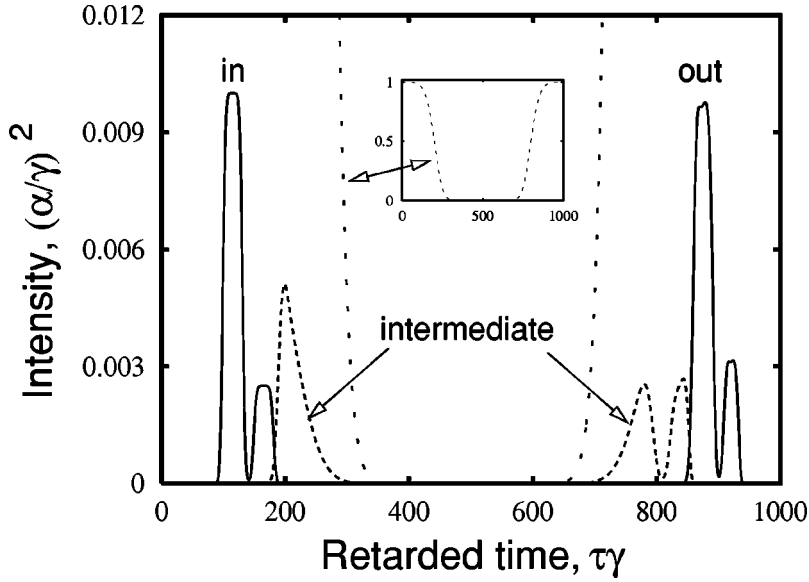 Intensity, (α/γ) 2
0.012
0.009
0.006
0.003
0
in
out
1
0.5
0
0 500 1000
intermediate
0 200 400 600 800 1000
Retarded time, τγ